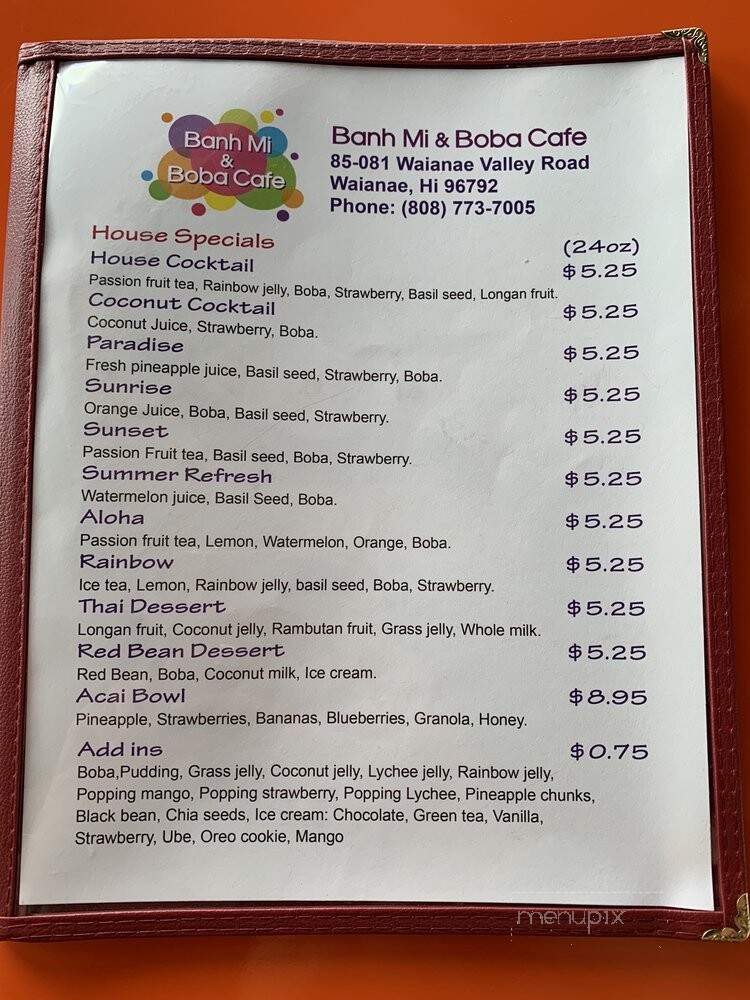 Banh Mi
&
Boba Cafe
Banh Mi & Boba Cafe
85-081 Waianae Valley Road
Waianae, Hi 96792
Phone: (808) 773-7005
House Specials (24oz)
House Cocktail $5.25
Passion fruit tea, Rainbow jelly, Boba, Strawberry, Basil seed, Longan fruit.
Coconut Cocktail $5.25
Coconut Juice, Strawberry, Boba.
Paradise $5.25
Fresh pineapple juice, Basil seed, Strawberry, Boba.
Sunrise $5.25
Orange Juice, Boba, Basil seed, Strawberry.
Sunset $5.25
Passion Fruit tea, Basil seed, Boba, Strawberry.
Summer Refresh $5.25
Watermelon juice, Basil Seed, Boba.
Aloha $5.25
Passion fruit tea, Lemon, Watermelon, Orange, Boba.
Rainbow $5.25
Ice tea, Lemon, Rainbow jelly, basil seed, Boba, Strawberry.
Thai Dessert $5.25
Longan fruit, Coconut jelly, Rambutan fruit, Grass jelly, Whole milk.
Red Bean Dessert $5.25
Red Bean, Boba, Coconut milk, Ice cream.
Acai Bowl $8.95
Pineapple, Strawberries, Bananas, Blueberries, Granola, Honey.
Add ins $0.75
Boba,Pudding, Grass jelly, Coconut jelly, Lychee jelly, Rainbow jelly,
Popping mango, Popping strawberry, Popping Lychee, Pineapple chunks,
Black bean, Chia seeds, Ice cream: Chocolate, Green tea, Vanilla,
Strawberry, Ube, Oreo cookie, Mango
menupix